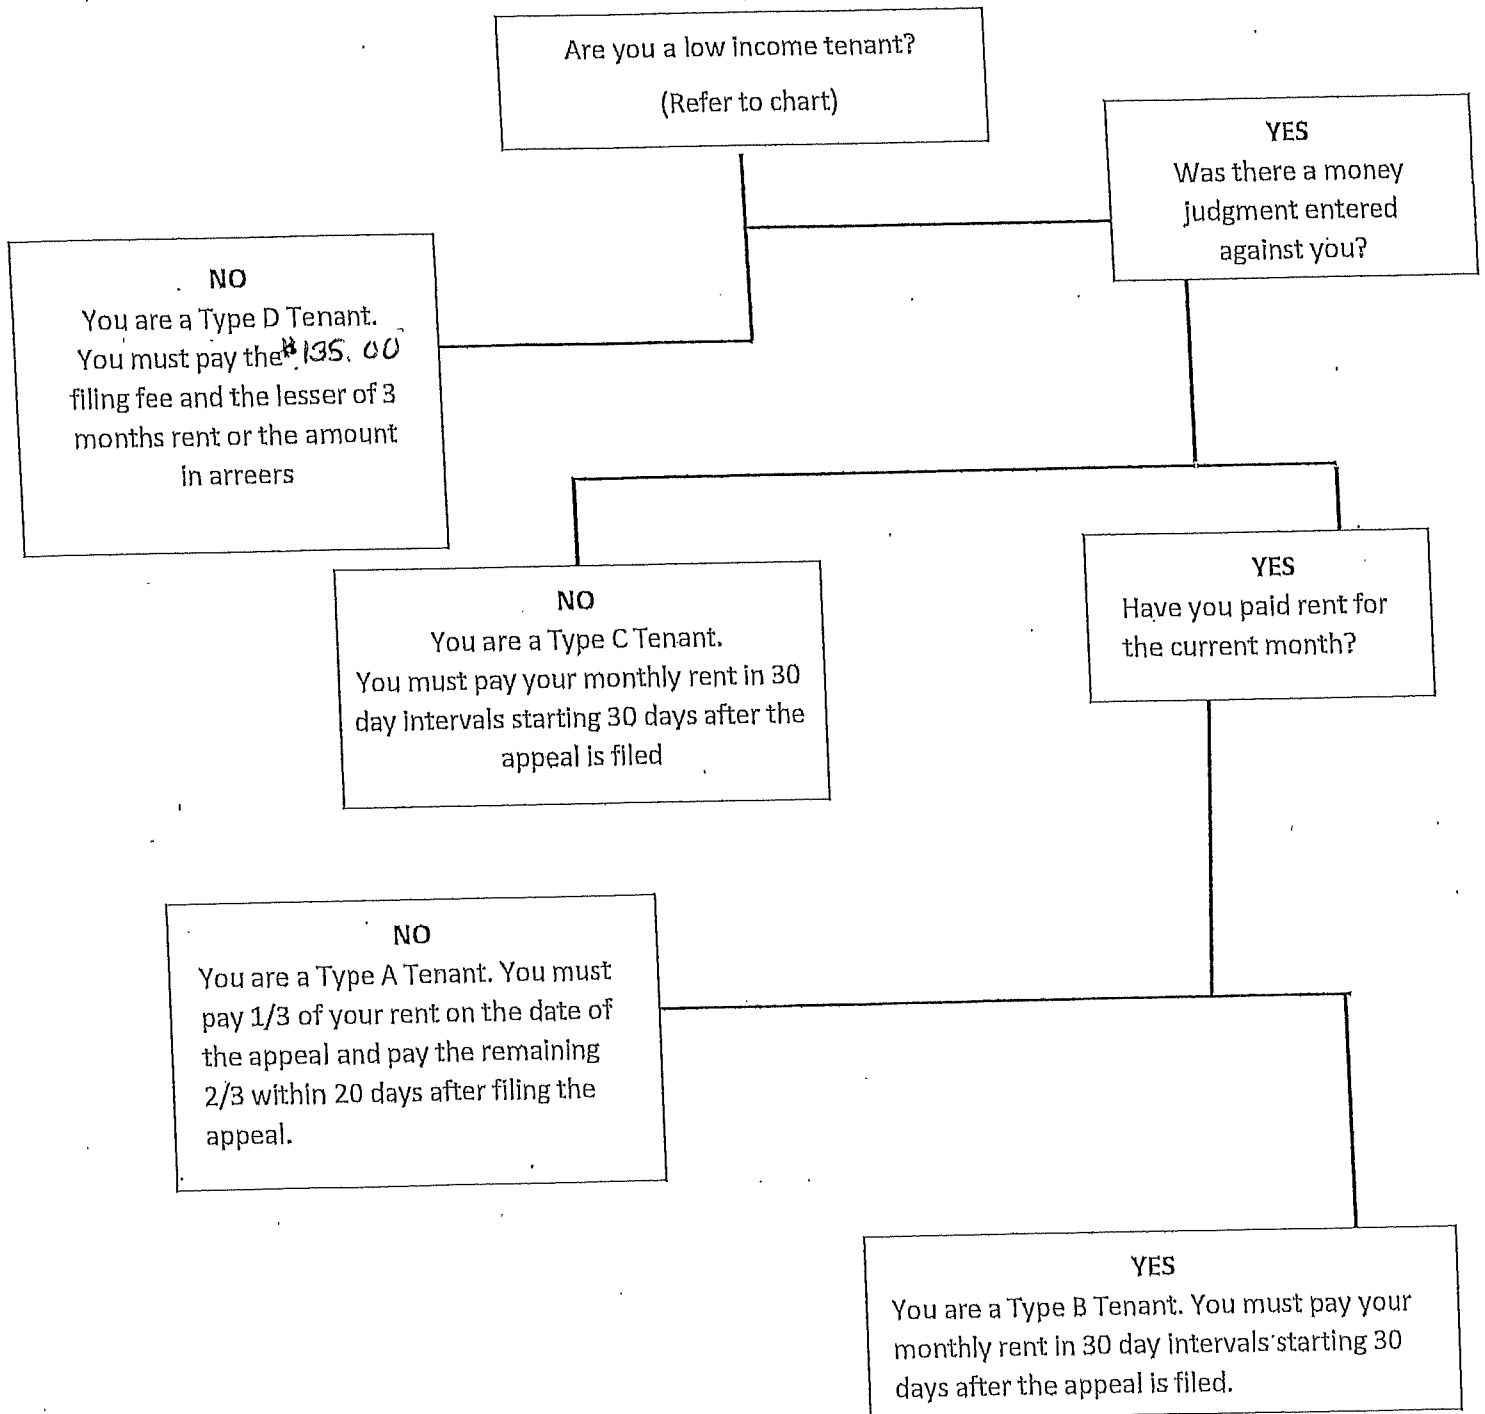 Are you a low income tenant?
(Refer to chart)
YES
Was there a money
judgment entered
against you?
NO
You are a Type D Tenant.
You must pay the $135.00
filing fee and the lesser of 3
months rent or the amount
in arreers
NO
You are a Type C Tenant.
You must pay your monthly rent in 30
day intervals starting 30 days after the
appeal is filed
YES
Have you paid rent for
the current month?
NO
You are a Type A Tenant. You must
pay 1/3 of your rent on the date of
the appeal and pay the remaining
2/3 within 20 days after filing the
appeal.
YES
You are a Type B Tenant. You must pay your
monthly rent in 30 day intervals starting 30
days after the appeal is filed.